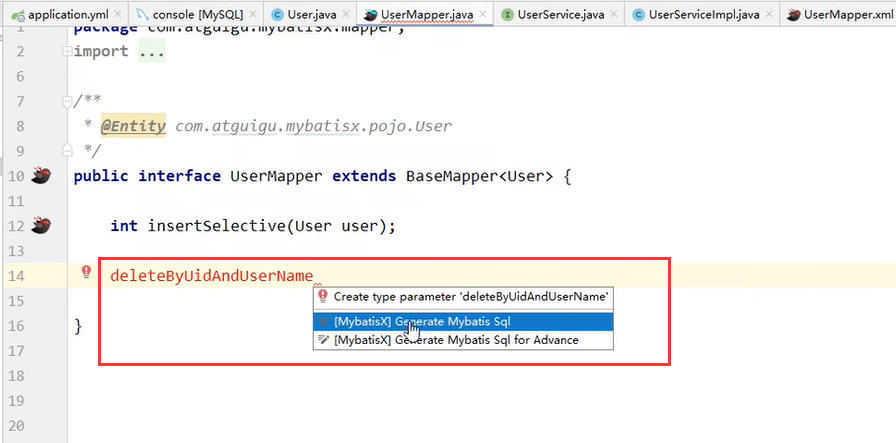 application.yml × console [MySQL] × User.java × UserMapper.java × UserService.java × UserServiceImpl.java × UserMapper.xml
1 package com.atguigu.mybatisx.mapper;
2 import ...
6
7 /**
8 * @Entity com.atguigu.mybatisx.pojo.User
9 */
10 public interface UserMapper extends BaseMapper<User> {
11
12 int insertSelective(User user);
13
14 deleteByUidAndUserName
Create type parameter 'deleteByUidAndUserName'
15
[MybatisX] Generate Mybatis Sql
16 }
[MybatisX] Generate Mybatis Sql for Advance
17
18
19
20